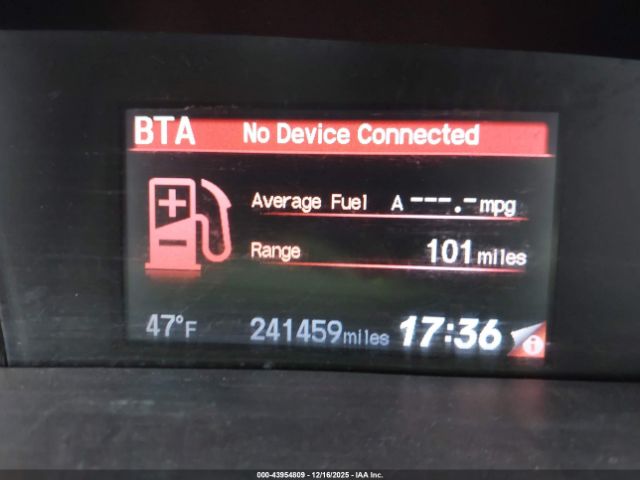 BTA No Device Connected
Average Fuel A ---.- mpg
Range 101 miles
47°F 241459 miles 17:36 i
000-43954809 - 12/16/2025 - IAA Inc.